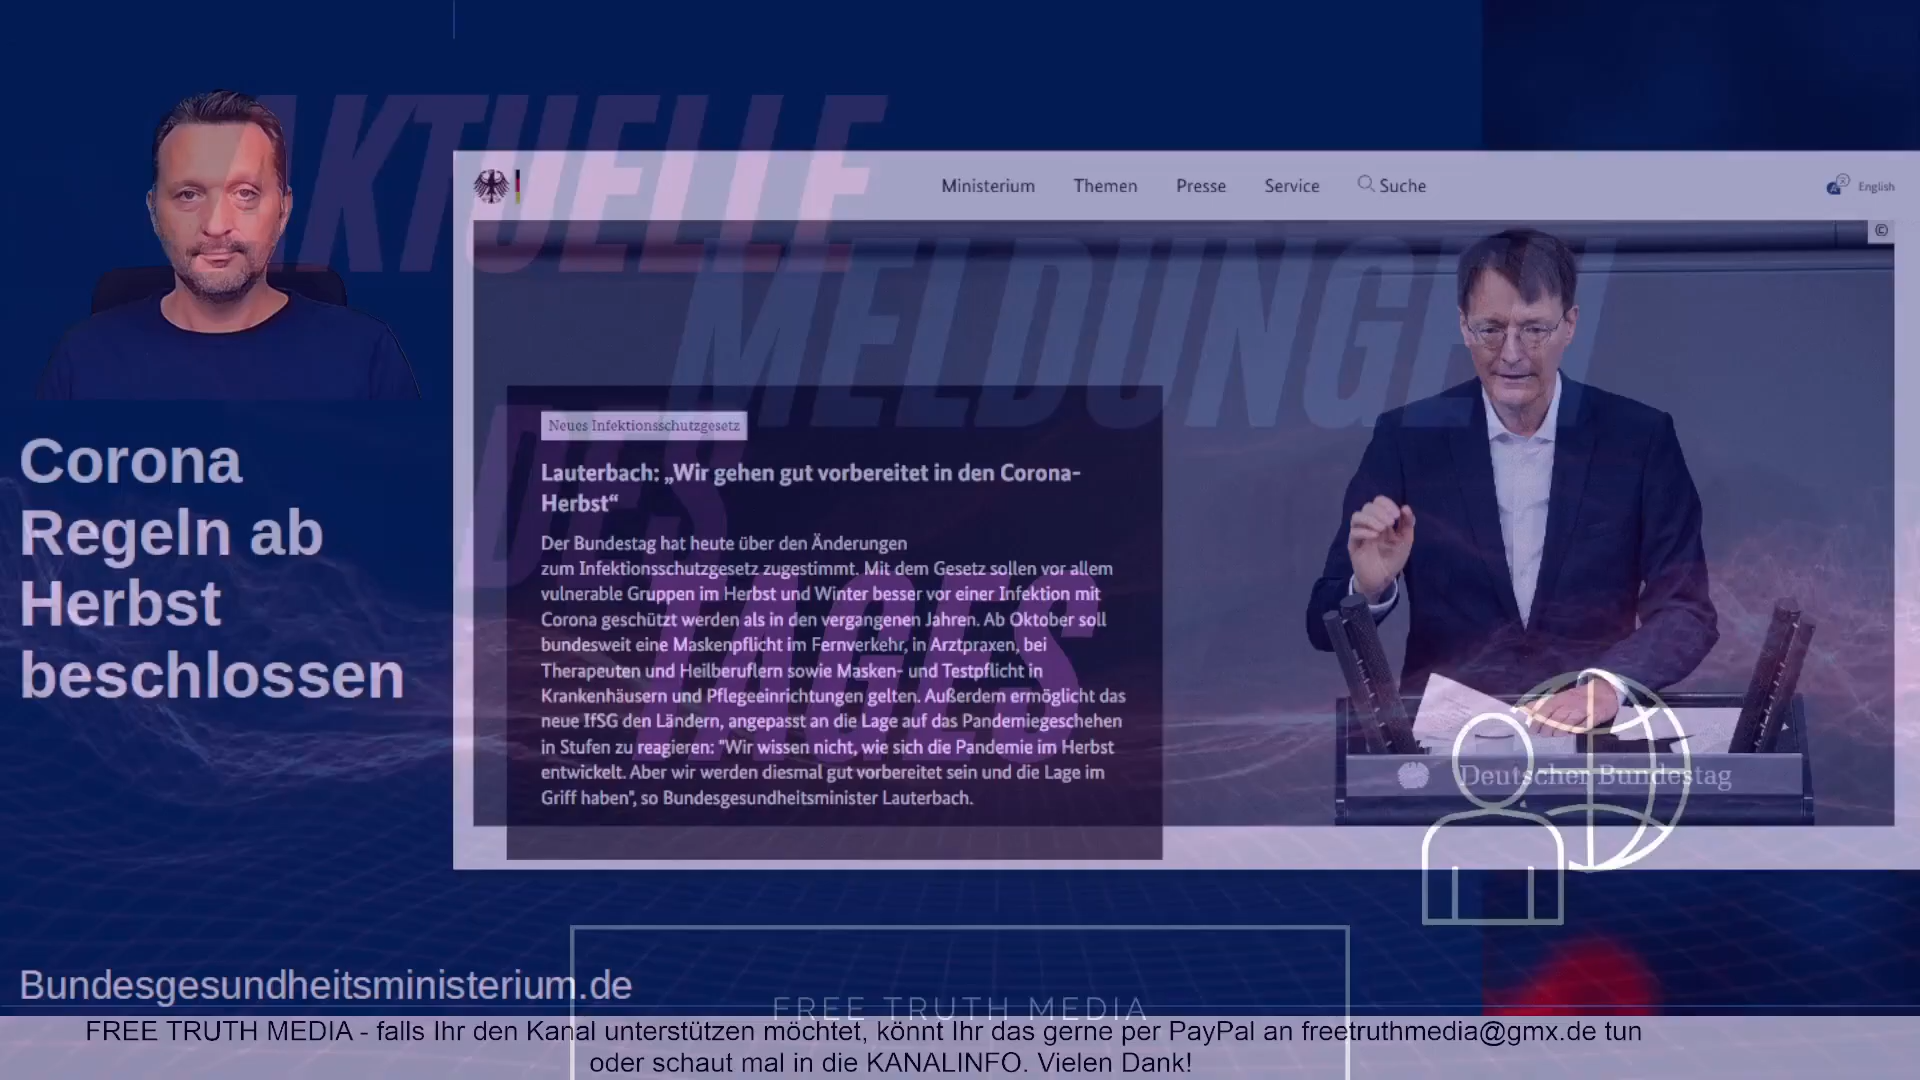 AKTUELLE
MELDUNGEN
DES
TAGES
Ministerium Themen Presse Service Suche English
©
Neues Infektionsschutzgesetz
Lauterbach: „Wir gehen gut vorbereitet in den Corona-
Herbst“
Der Bundestag hat heute über den Änderungen
zum Infektionsschutzgesetz zugestimmt. Mit dem Gesetz sollen vor allem
vulnerable Gruppen im Herbst und Winter besser vor einer Infektion mit
Corona geschützt werden als in den vergangenen Jahren. Ab Oktober soll
bundesweit eine Maskenpflicht im Fernverkehr, in Arztpraxen, bei
Therapeuten und Heilberuflern sowie Masken- und Testpflicht in
Krankenhäusern und Pflegeeinrichtungen gelten. Außerdem ermöglicht das
neue IfSG den Ländern, angepasst an die Lage auf das Pandemiegeschehen
in Stufen zu reagieren: "Wir wissen nicht, wie sich die Pandemie im Herbst
entwickelt. Aber wir werden diesmal gut vorbereitet sein und die Lage im
Griff haben", so Bundesgesundheitsminister Lauterbach.
Deutscher Bundestag
Corona
Regeln ab
Herbst
beschlossen
Bundesgesundheitsministerium.de
FREE TRUTH MEDIA
FREE TRUTH MEDIA - falls Ihr den Kanal unterstützen möchtet, könnt Ihr das gerne per PayPal an freetruthmedia@gmx.de tun
oder schaut mal in die KANALINFO. Vielen Dank!